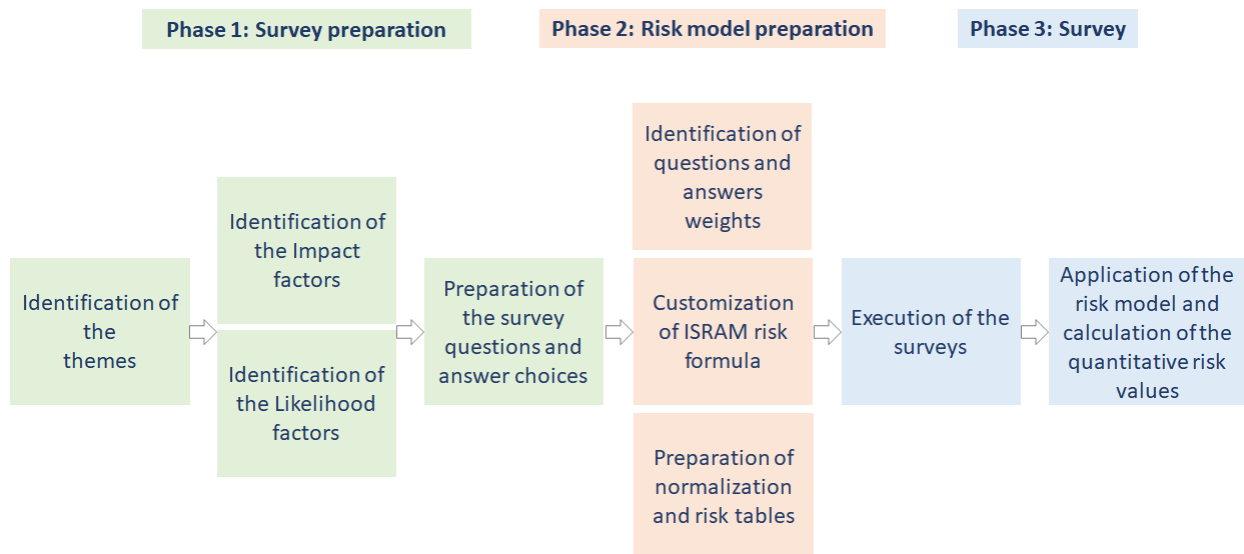 Phase 1: Survey preparation
Phase 2: Risk model preparation
Phase 3: Survey
Identification of
the
themes
Identification of
the Impact
factors
Identification of
the Likelihood
factors
Preparation of
the survey
questions and
answer choices
Identification of
questions and
answers
weights
Customization
of ISRAM risk
formula
Preparation of
normalization
and risk tables
Execution of the
surveys
Application of the
risk model and
calculation of the
quantitative risk
values